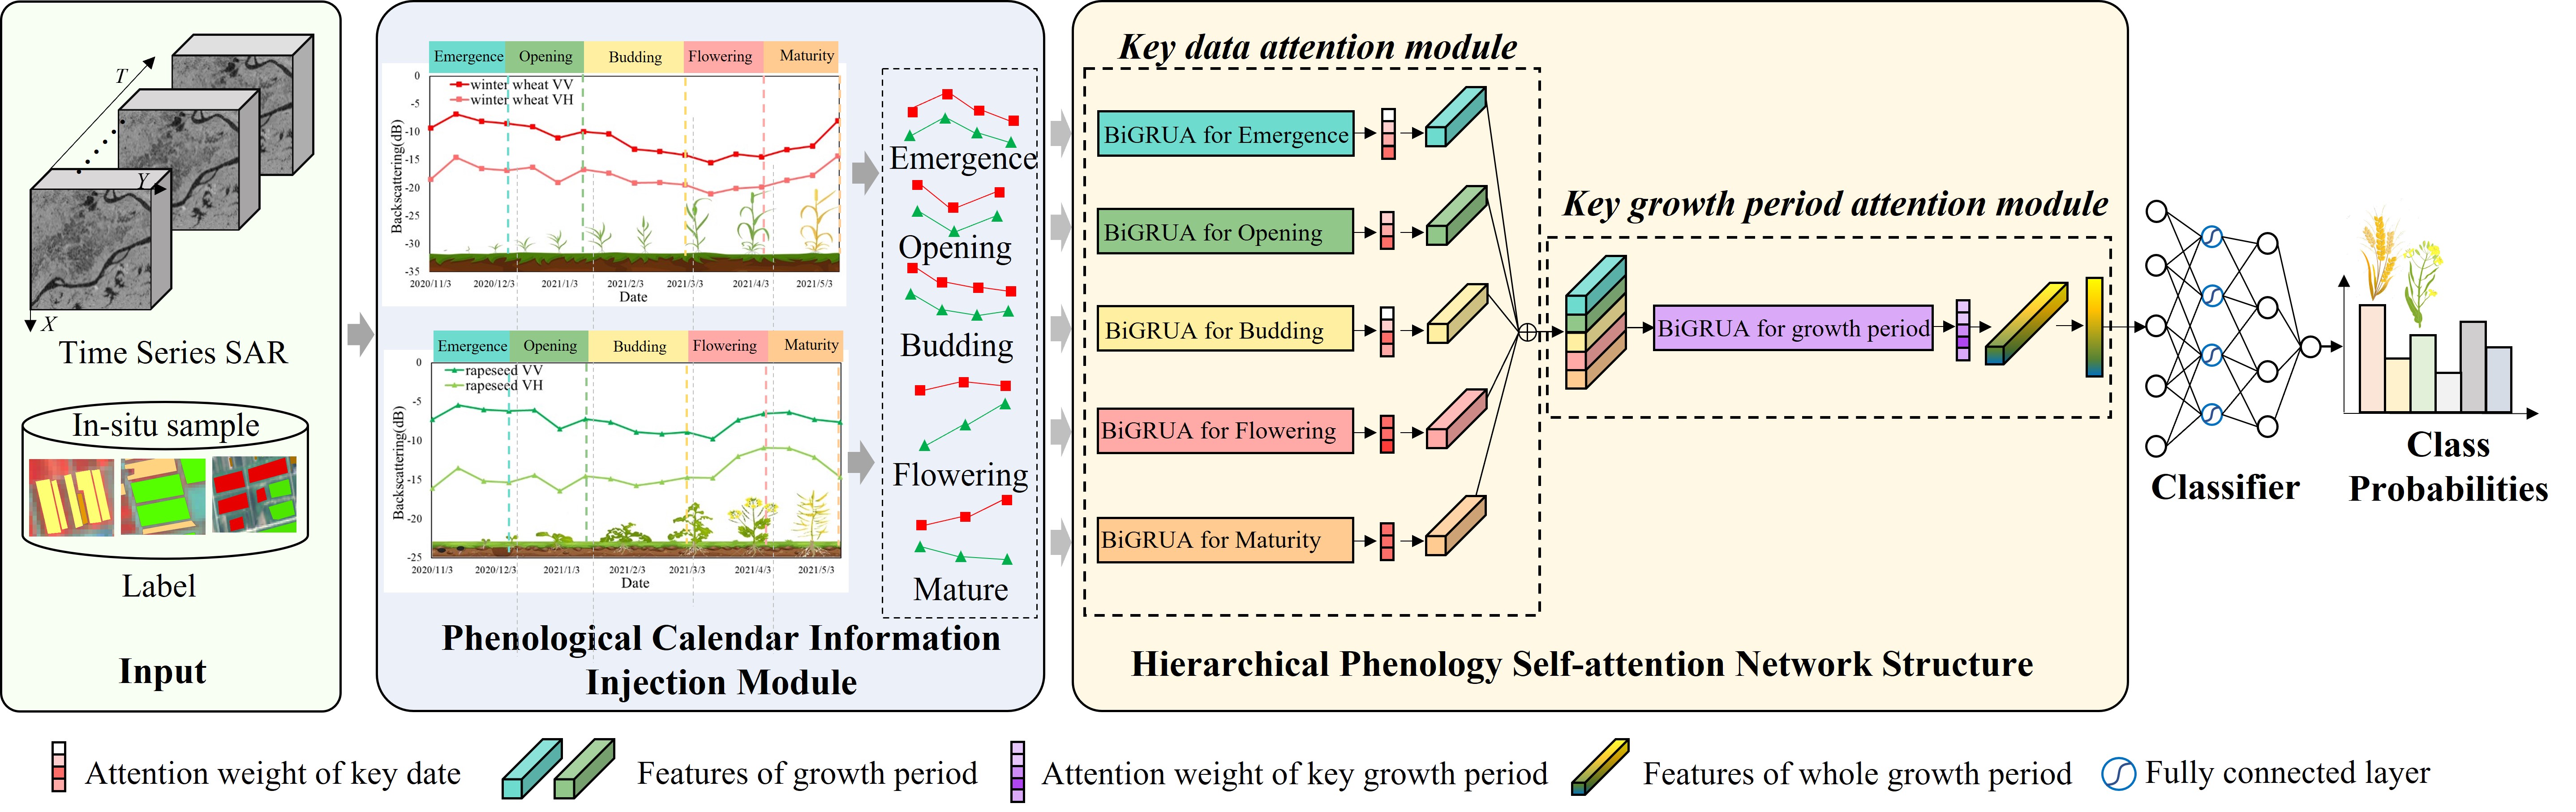 T
Y
X
Time Series SAR
In-situ sample
Label
Input
Emergence Opening Budding Flowering Maturity
winter wheat VV
winter wheat VH
Backscattering(dB)
0
-5
-10
-15
-20
-25
-30
-35
2020/11/3 2020/12/3 2021/1/3 2021/2/3 2021/3/3 2021/4/3 2021/5/3
Date
Emergence Opening Budding Flowering Maturity
rapeseed VV
rapeseed VH
Backscattering(dB)
0
-5
-10
-15
-20
-25
2020/11/3 2020/12/3 2021/1/3 2021/2/3 2021/3/3 2021/4/3 2021/5/3
Date
Emergence
Opening
Budding
Flowering
Mature
Phenological Calendar Information
Injection Module
Key data attention module
BiGRUA for Emergence
BiGRUA for Opening
BiGRUA for Budding
BiGRUA for Flowering
BiGRUA for Maturity
Key growth period attention module
BiGRUA for growth period
Hierarchical Phenology Self-attention Network Structure
Classifier
Class
Probabilities
Attention weight of key date
Features of growth period
Attention weight of key growth period
Features of whole growth period
Fully connected layer